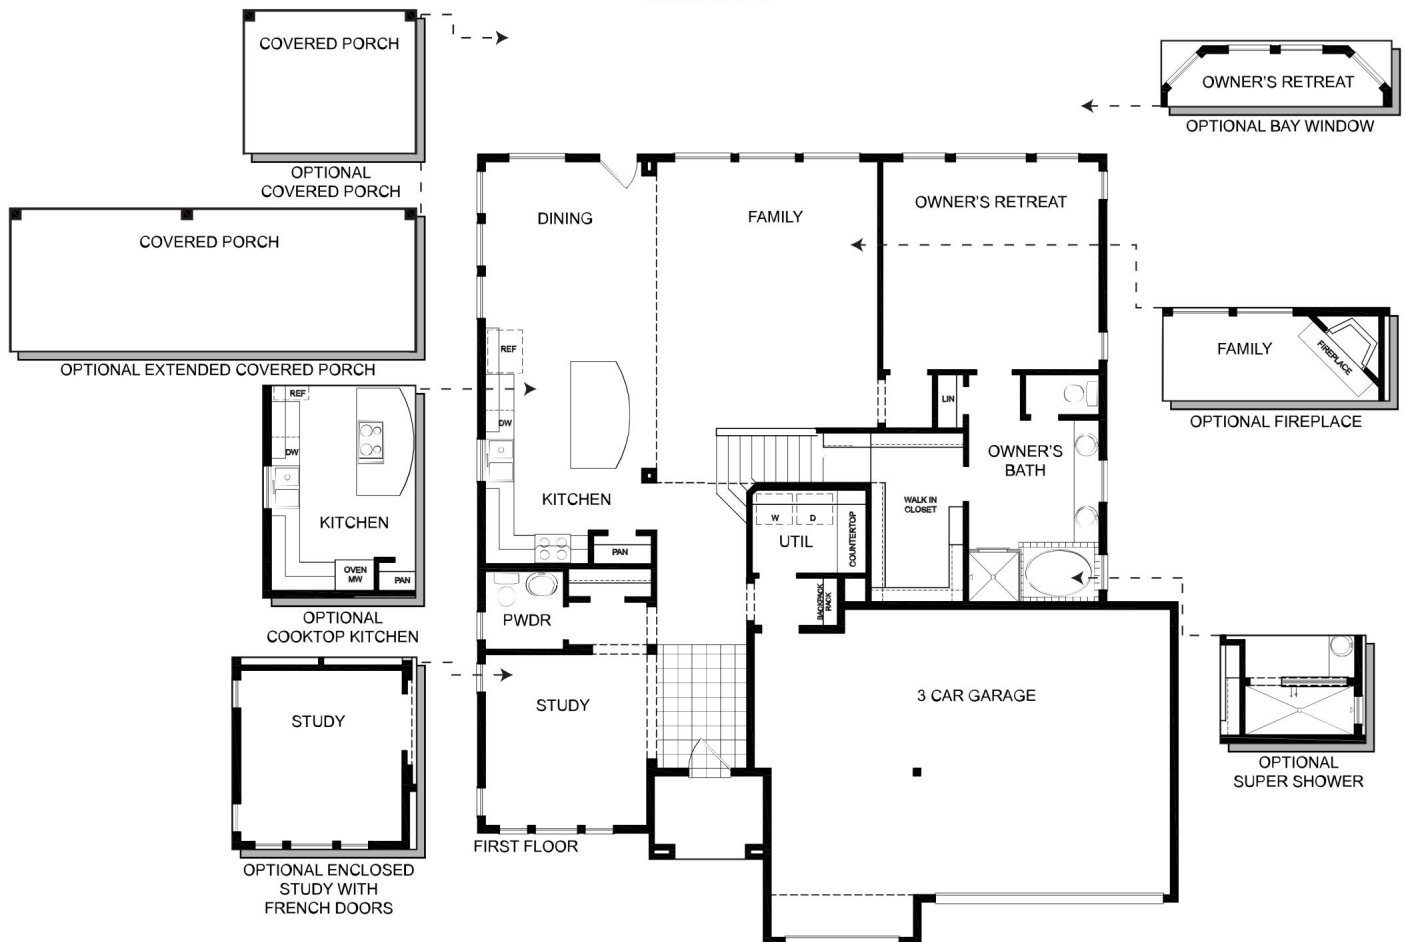 COVERED PORCH
OPTIONAL
COVERED PORCH
OWNER'S RETREAT
OPTIONAL BAY WINDOW
COVERED PORCH
OPTIONAL EXTENDED COVERED PORCH
DINING
FAMILY
OWNER'S RETREAT
REF
DW
KITCHEN
PAN
LIN
OWNER'S
BATH
WALK IN
CLOSET
W
D
UTIL
COUNTERTOP
BACKPACK
RACK
PWDR
STUDY
3 CAR GARAGE
FIRST FLOOR
FAMILY
FIREPLACE
OPTIONAL FIREPLACE
REF
DW
KITCHEN
OVEN
MW
PAN
OPTIONAL
COOKTOP KITCHEN
STUDY
OPTIONAL ENCLOSED
STUDY WITH
FRENCH DOORS
OPTIONAL
SUPER SHOWER